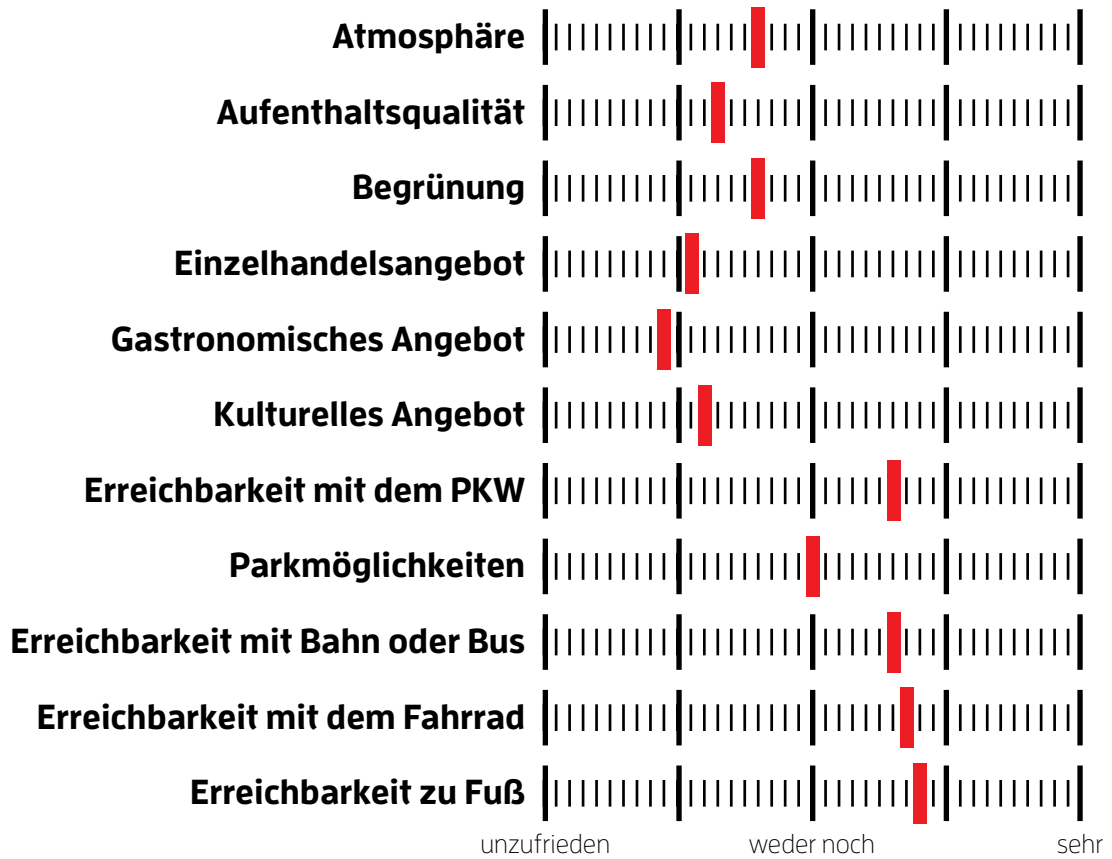 Atmosphäre
Aufenthaltsqualität
Begrünung
Einzelhandelsangebot
Gastronomisches Angebot
Kulturelles Angebot
Erreichbarkeit mit dem PKW
Parkmöglichkeiten
Erreichbarkeit mit Bahn oder Bus
Erreichbarkeit mit dem Fahrrad
Erreichbarkeit zu Fuß
unzufrieden weder noch sehr